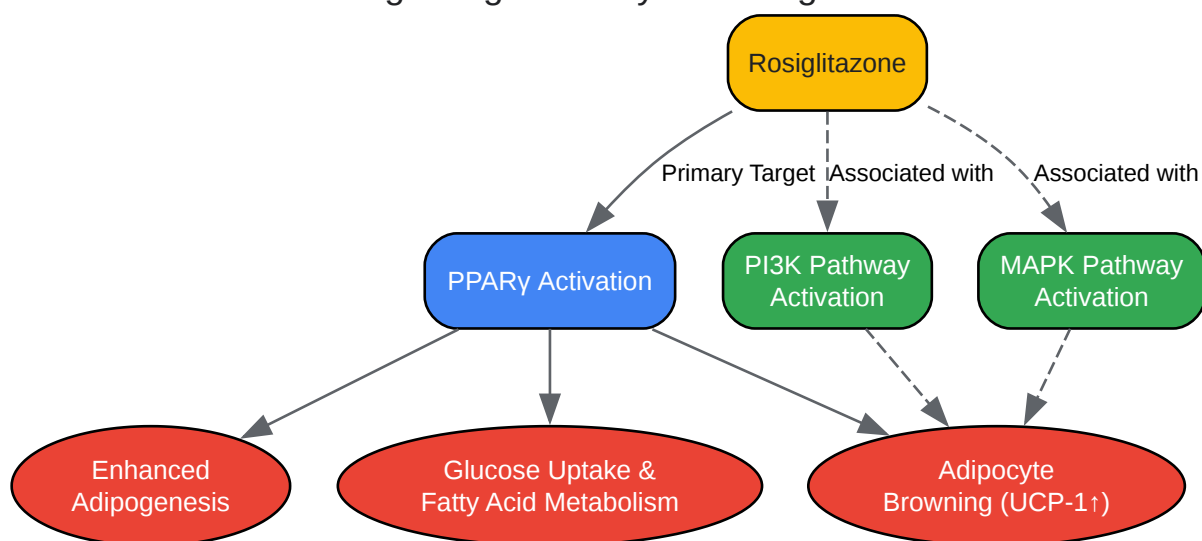 Rosiglitazone
Primary Target
Associated with
Associated with
PPARγ Activation
PI3K Pathway
Activation
MAPK Pathway
Activation
Enhanced
Adipogenesis
Glucose Uptake &
Fatty Acid Metabolism
Adipocyte
Browning (UCP-1↑)